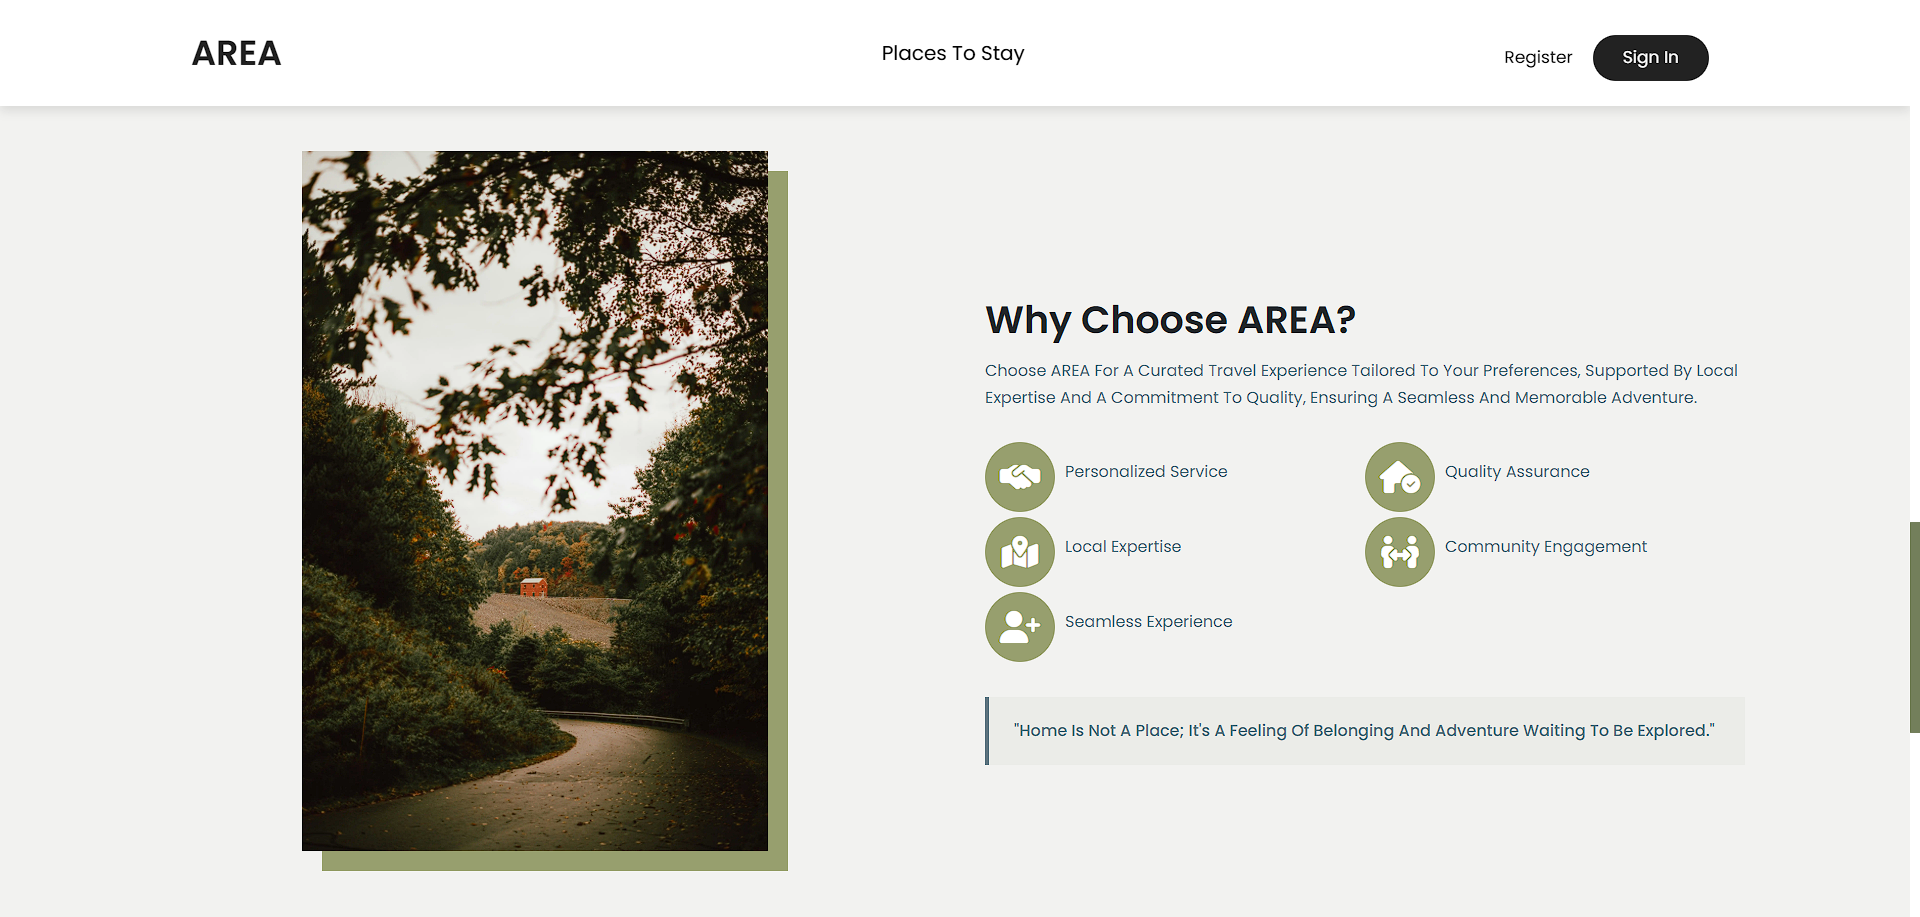 AREA
Places To Stay
Register
Sign In
Why Choose AREA?
Choose AREA For A Curated Travel Experience Tailored To Your Preferences, Supported By Local
Expertise And A Commitment To Quality, Ensuring A Seamless And Memorable Adventure.
Personalized Service
Quality Assurance
Local Expertise
Community Engagement
Seamless Experience
"Home Is Not A Place; It's A Feeling Of Belonging And Adventure Waiting To Be Explored."